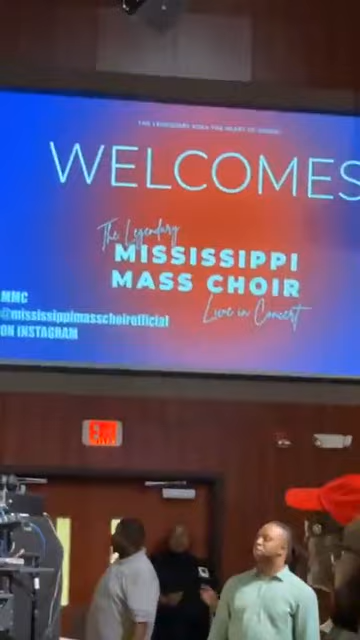 WELCOMES
The Legendary
MISSISSIPPI
MASS CHOIR
Live in Concert
MMC
@mississippimasschoirofficial
ON INSTAGRAM
EXIT